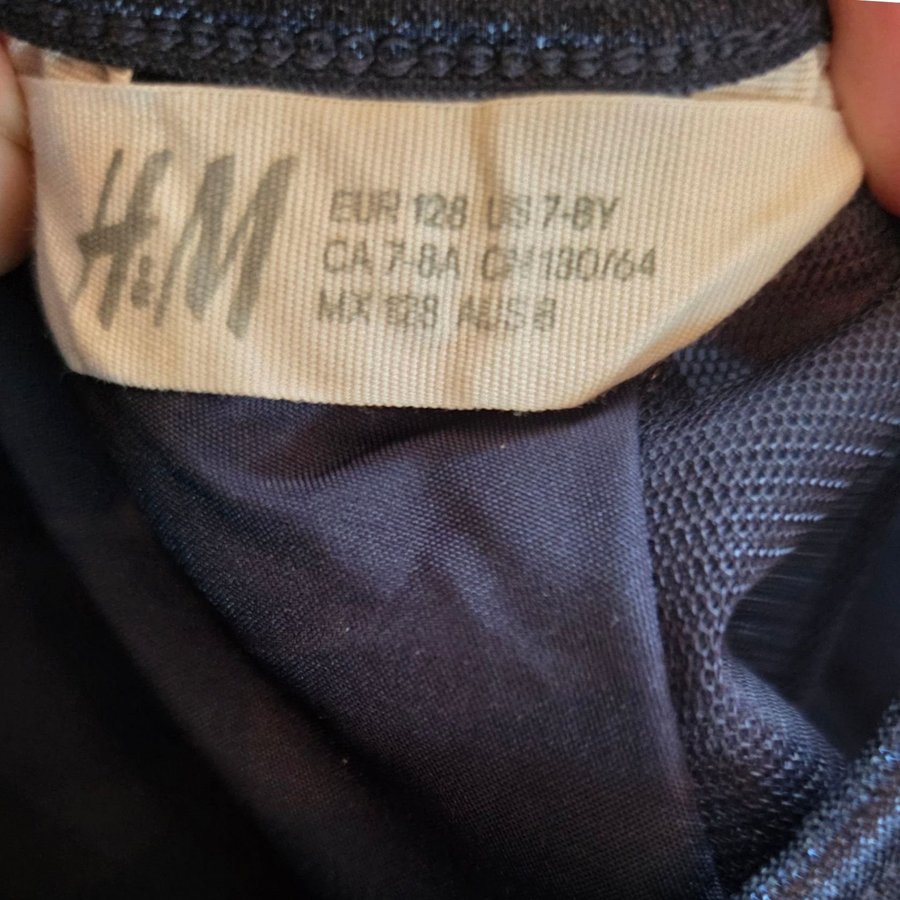 H&M
EUR 128 US 7-8Y
CA 7-8A CN 130/64
MX 128 AUS 8